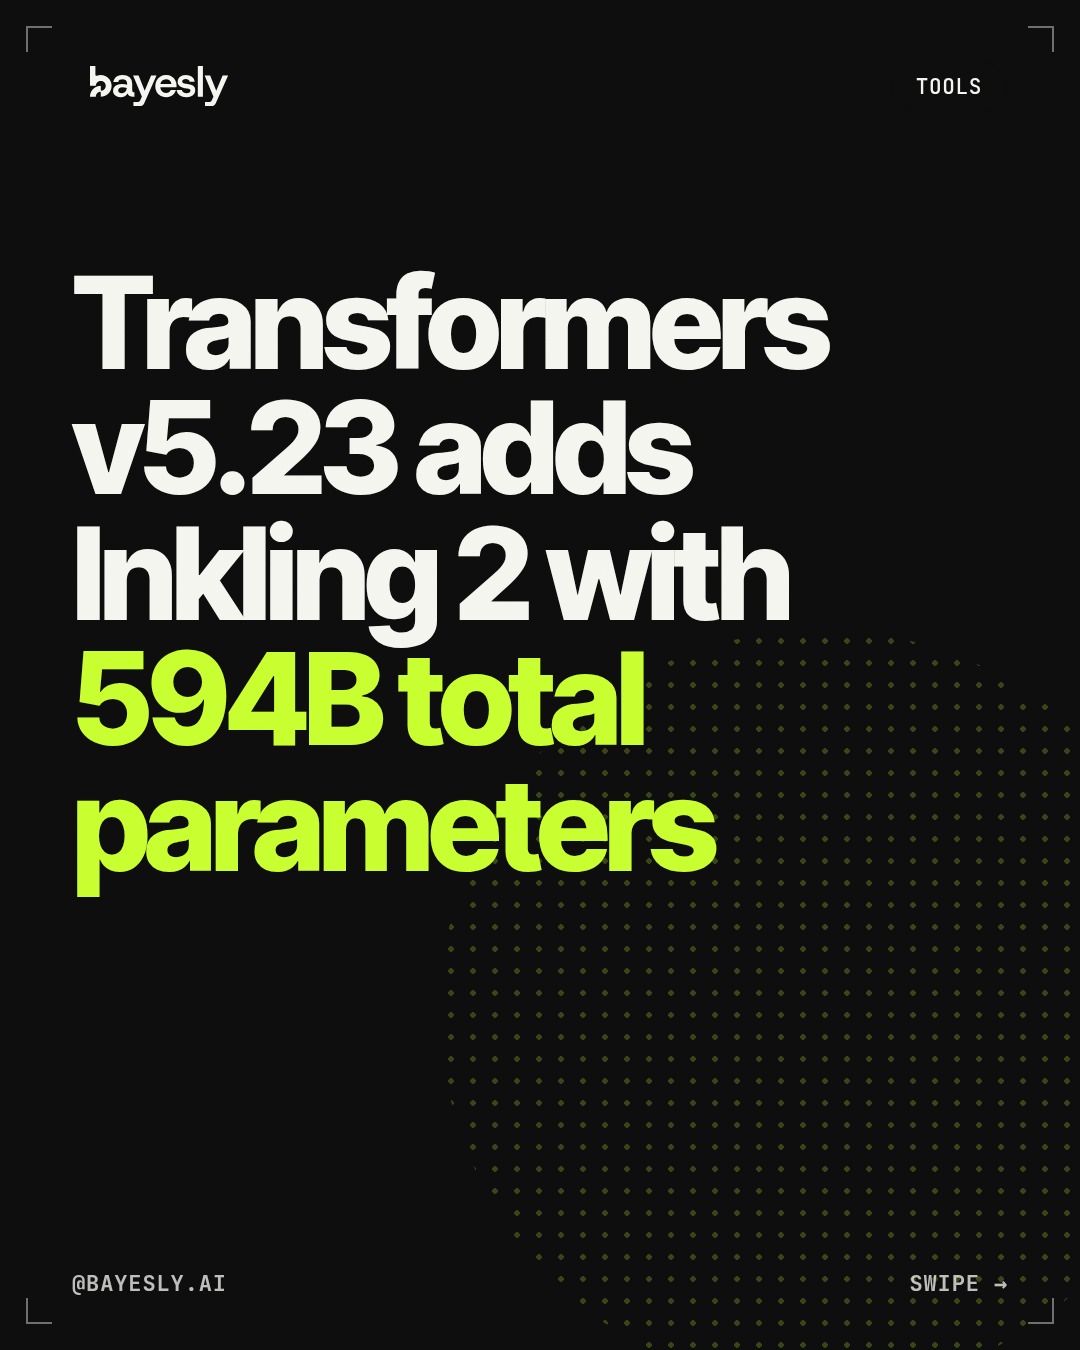 bayesly
TOOLS
Transformers
v5.23 adds
Inkling 2 with
594B total
parameters
@BAYESLY.AI
SWIPE →